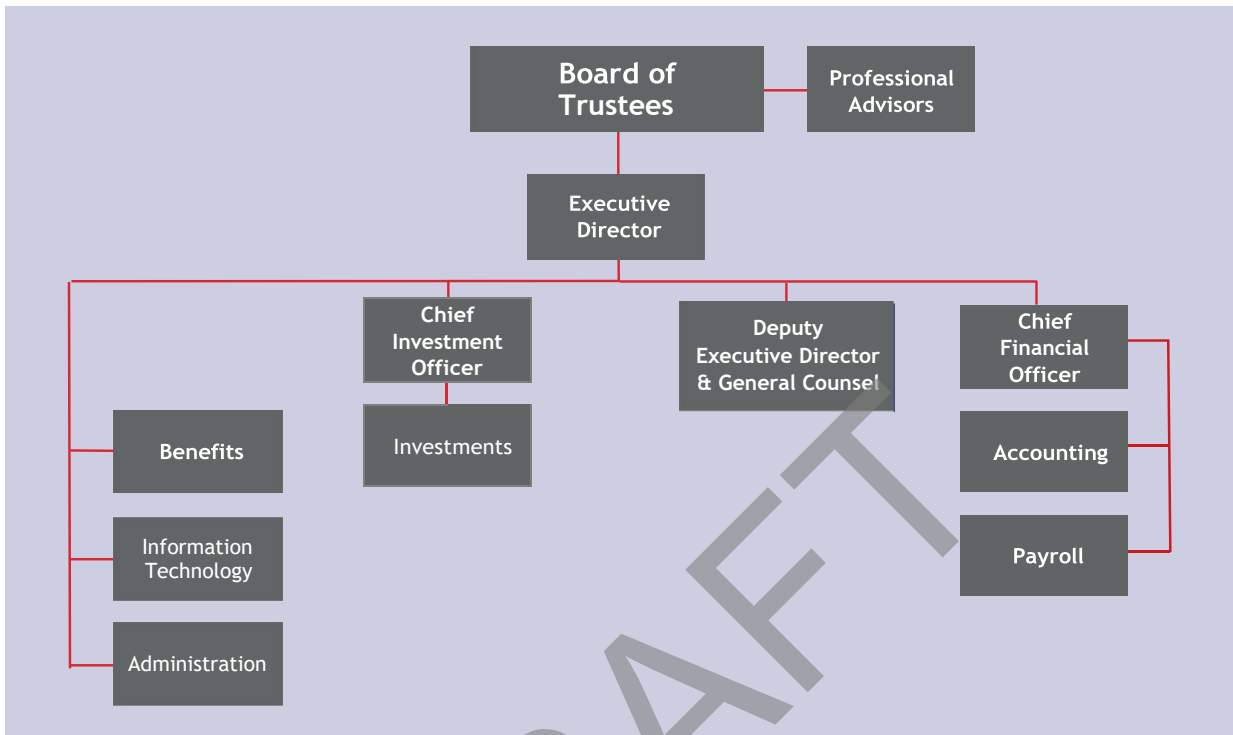 Board of
Trustees
Professional
Advisors
Executive
Director
Chief
Investment
Officer
Deputy
Executive Director
& General Counsel
Chief
Financial
Officer
Benefits
Investments
Accounting
Information
Technology
Payroll
Administration
DRAFT